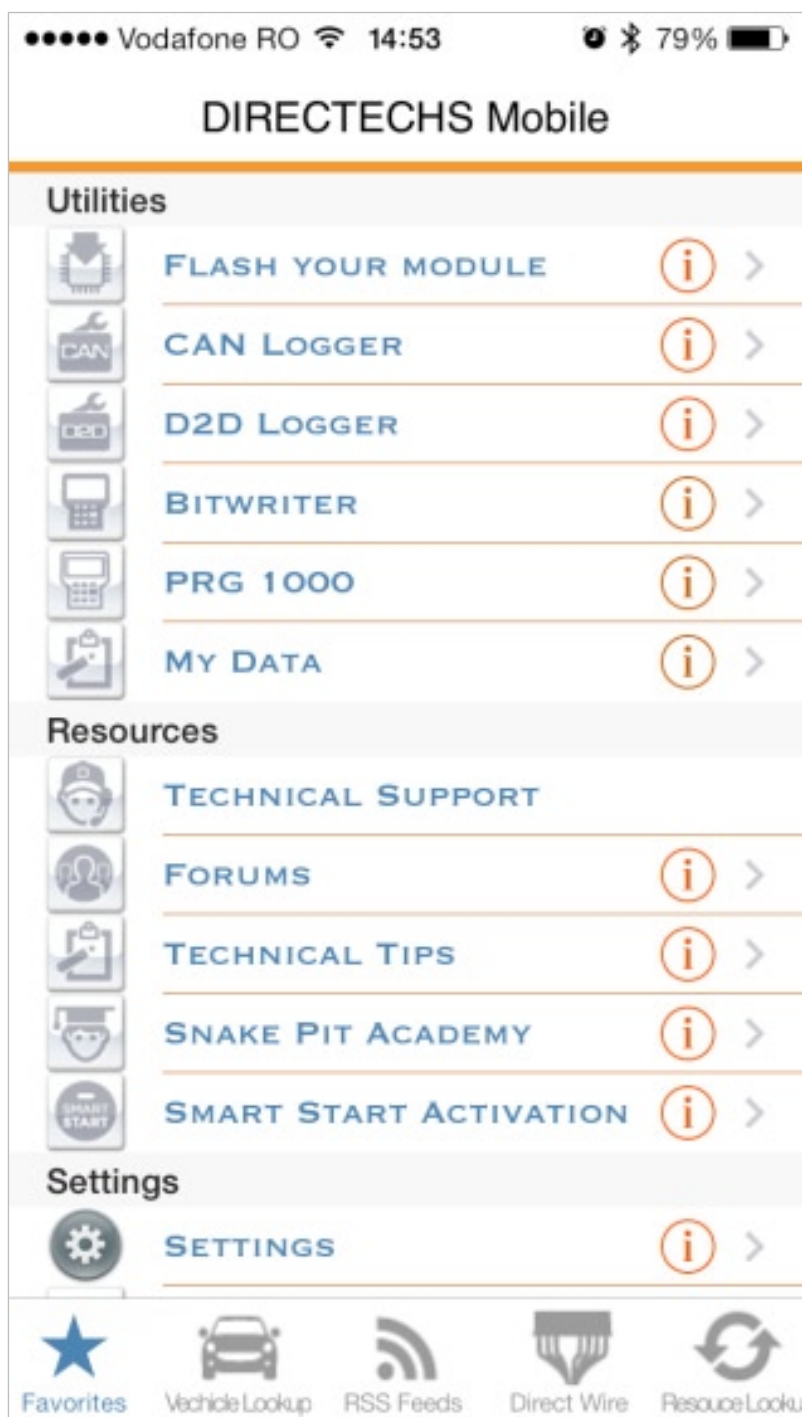 Vodafone RO 14:53 79%
DIRECTECHS Mobile
Utilities
FLASH YOUR MODULE
CAN
CAN LOGGER
D2D
D2D LOGGER
BITWRITER
PRG 1000
MY DATA
Resources
TECHNICAL SUPPORT
FORUMS
TECHNICAL TIPS
SNAKE PIT ACADEMY
SMART
START
SMART START ACTIVATION
Settings
SETTINGS
Favorites Vechicle Lookup RSS Feeds Direct Wire Resouce Looku